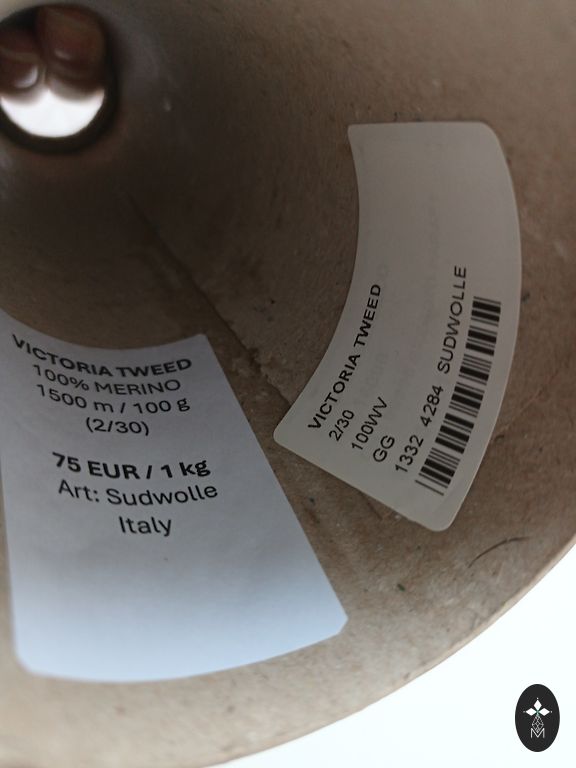 VICTORIA TWEED
100% MERINO
1500 m / 100 g
(2/30)
75 EUR / 1 kg
Art: Sudwolle
Italy
VICTORIA TWEED
2/30
100WV
GG
1332 4284 SUDWOLLE
M